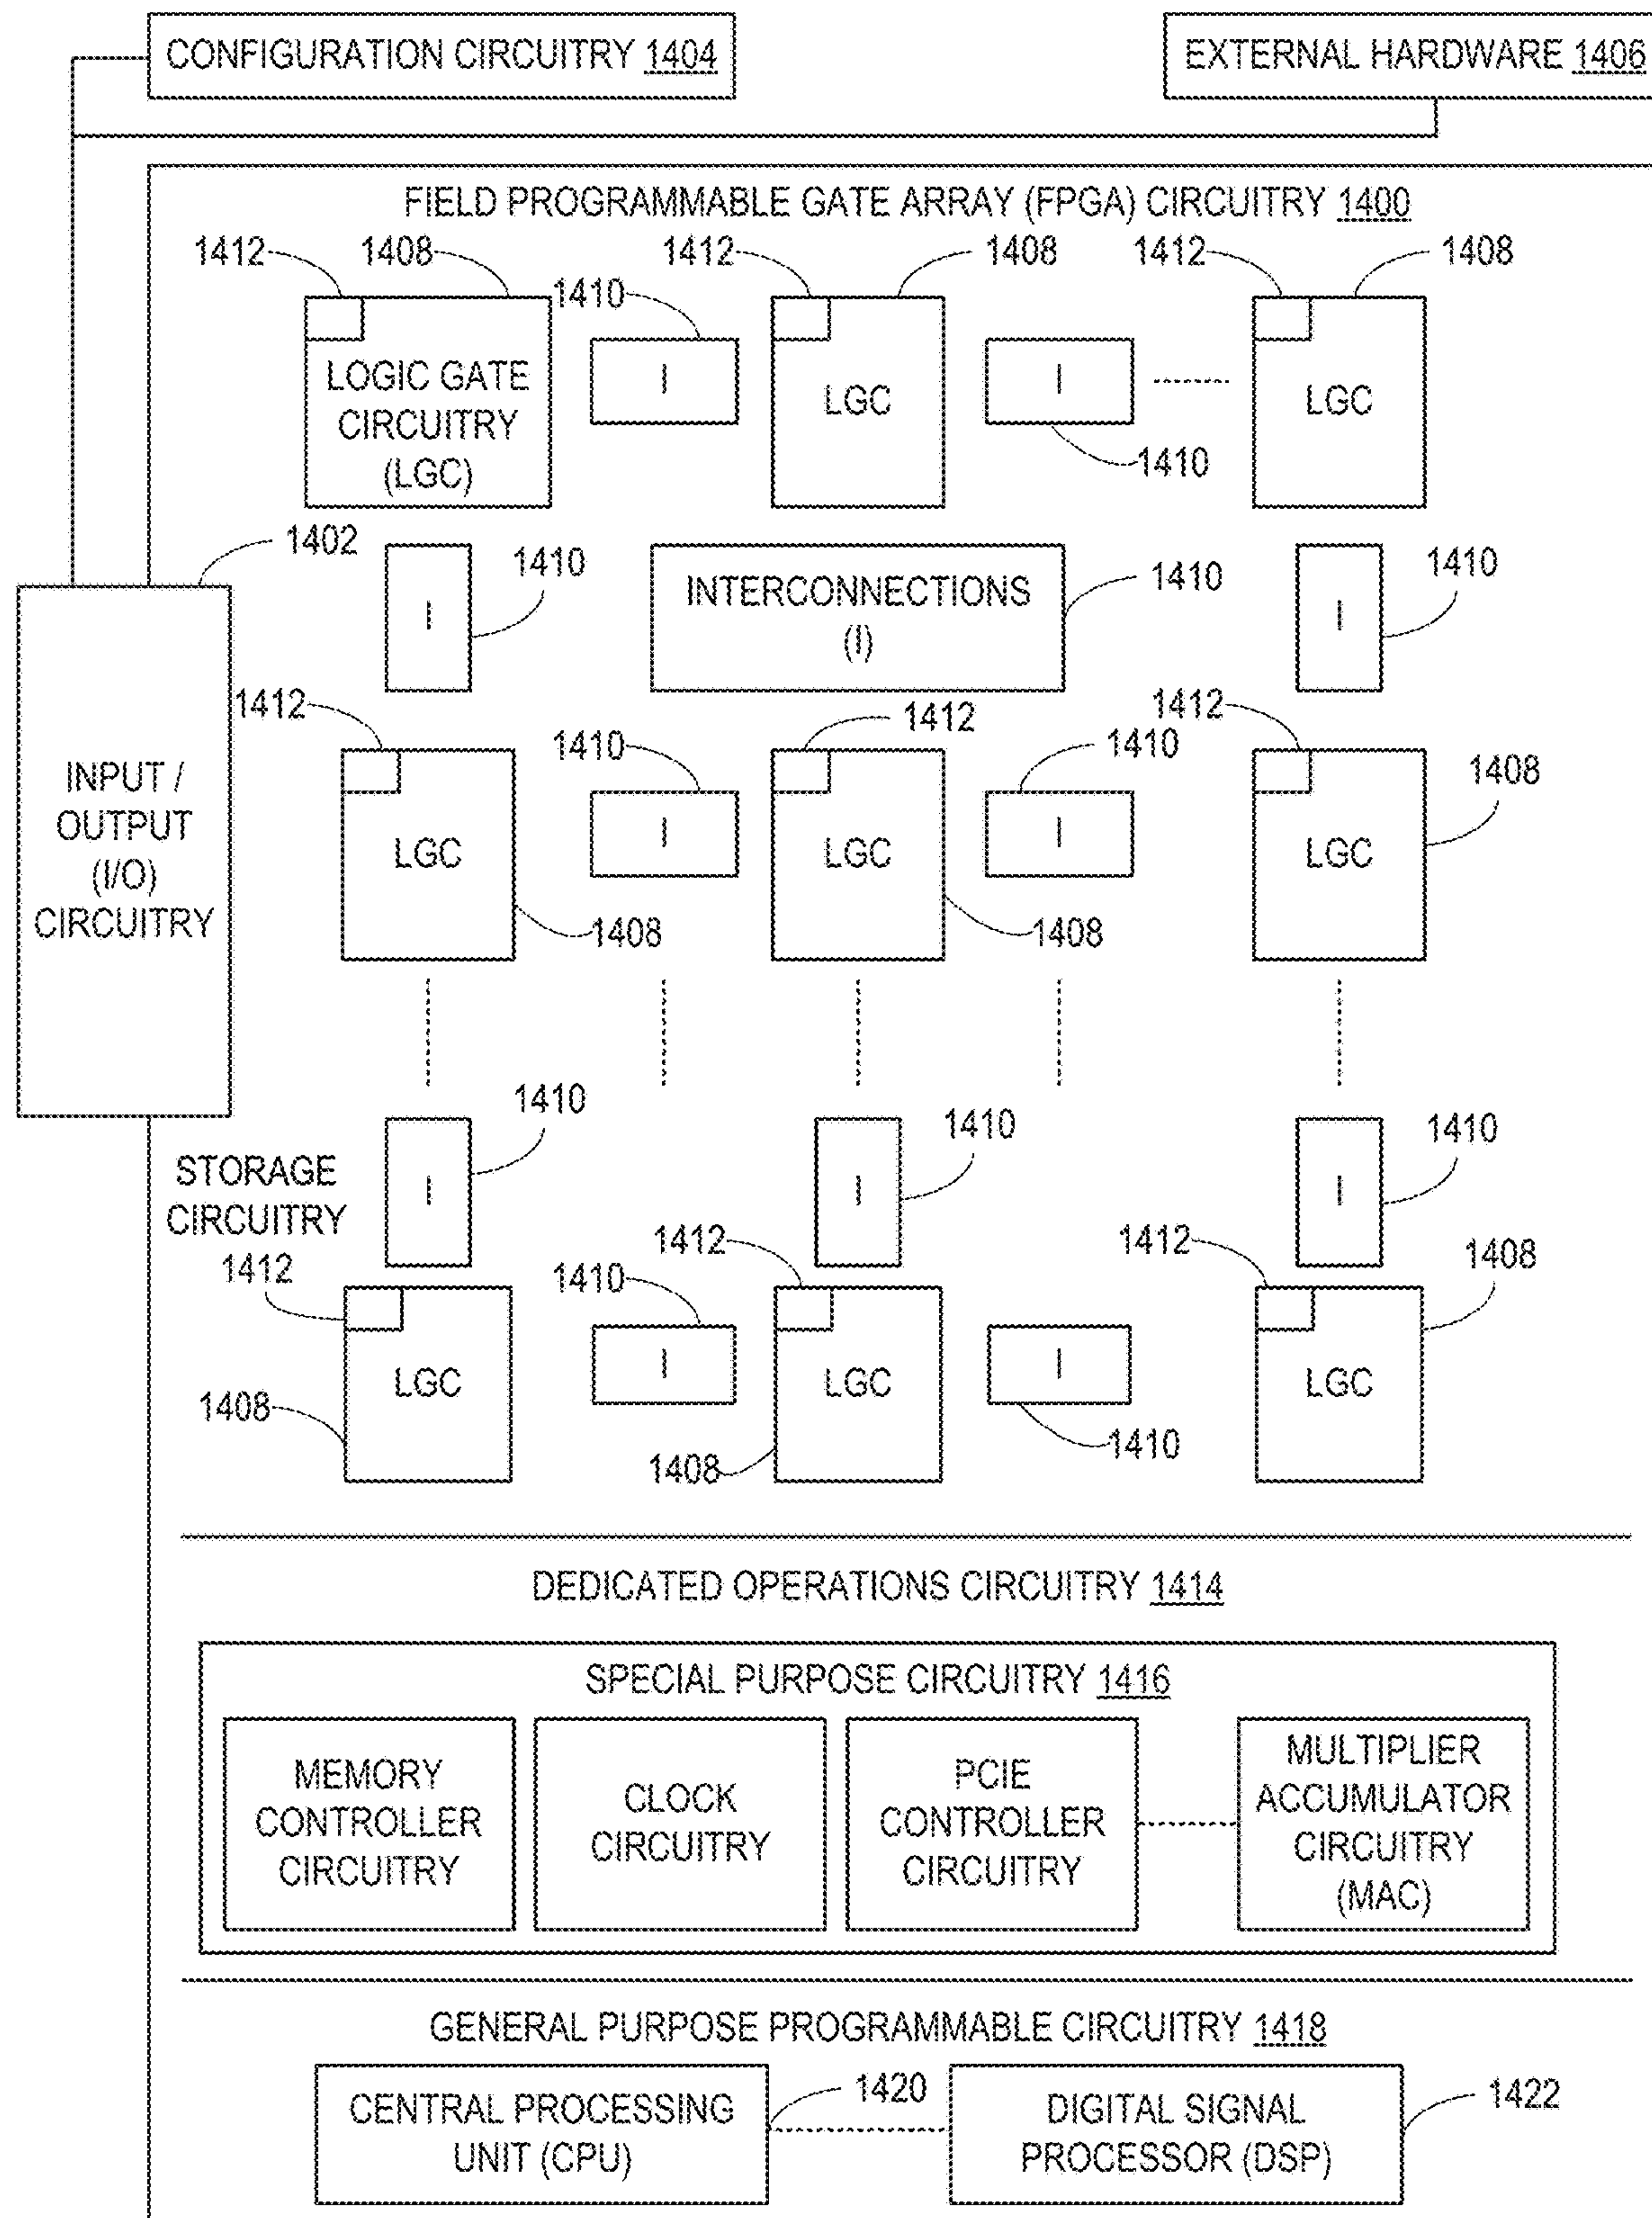 CONFIGURATION CIRCUITRY 1404
EXTERNAL HARDWARE 1406
FIELD PROGRAMMABLE GATE ARRAY (FPGA) CIRCUITRY 1400
1412
1408
1412
1408
1412
1408
1410
LOGIC GATE
CIRCUITRY
(LGC)
I
LGC
I
LGC
1410
1402
1410
INTERCONNECTIONS
(I)
1410
1410
I
I
INPUT /
OUTPUT
(I/O)
CIRCUITRY
1412
1412
1412
1410
1410
1408
LGC
I
LGC
I
LGC
1408
1408
1410
1410
1410
STORAGE
CIRCUITRY
1412
I
I
I
1412
1412
1408
1410
LGC
I
LGC
I
LGC
1408
1408
1410
DEDICATED OPERATIONS CIRCUITRY 1414
SPECIAL PURPOSE CIRCUITRY 1416
MEMORY
CONTROLLER
CIRCUITRY
CLOCK
CIRCUITRY
PCIE
CONTROLLER
CIRCUITRY
MULTIPLIER
ACCUMULATOR
CIRCUITRY
(MAC)
GENERAL PURPOSE PROGRAMMABLE CIRCUITRY 1418
CENTRAL PROCESSING
UNIT (CPU)
1420
DIGITAL SIGNAL
PROCESSOR (DSP)
1422